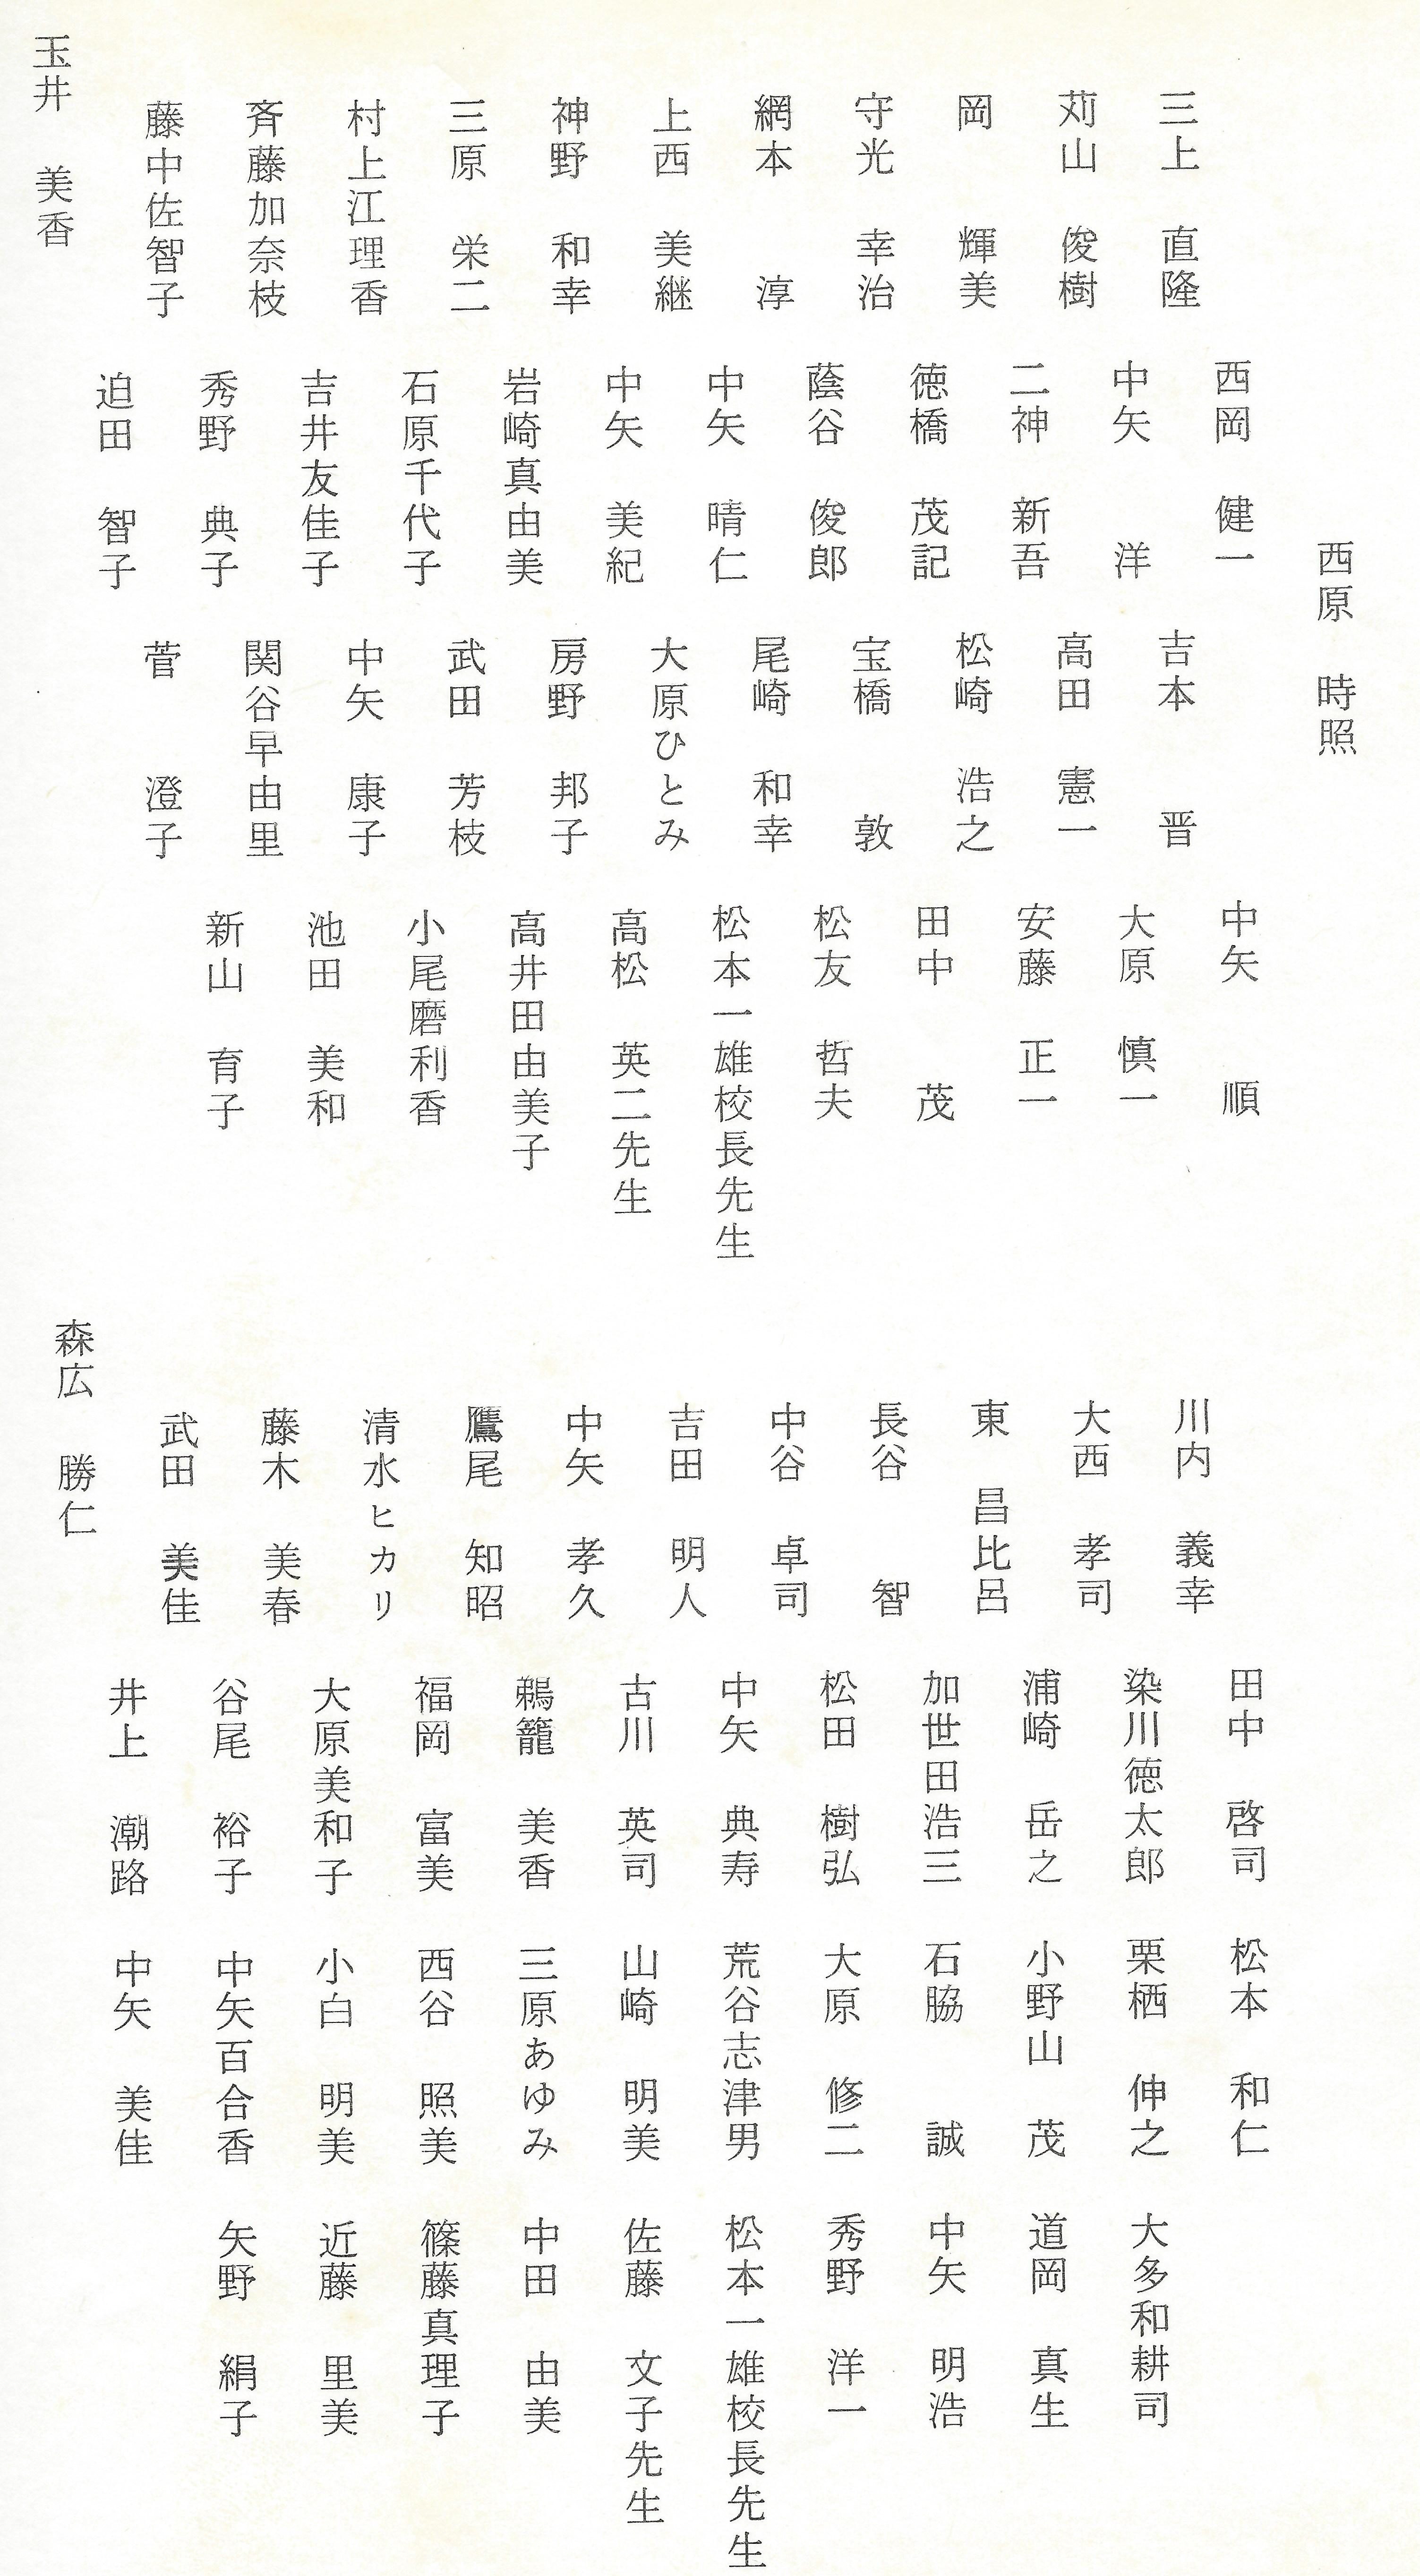 西原 時照
三上 直隆
苅山 俊樹
岡 輝美
守光 幸治
網本 淳
上西 美継
神野 和幸
三原 栄二
村上江理香
斉藤加奈枝
藤中佐智子
玉井 美香
西岡 健一
中矢 洋
二神 新吾
徳橋 茂記
蔭谷 俊郎
中矢 晴仁
中矢 美紀
岩崎真由美
石原千代子
吉井友佳子
秀野 典子
迫田 智子
吉本 晋
高田 憲一
松崎 浩之
宝橋 敦
尾崎 和幸
大原ひとみ
房野 邦子
武田 芳枝
中矢 康子
関谷早由里
菅 澄子
中矢 順
大原 慎一
安藤 正一
田中 茂
松友 哲夫
松本一雄校長先生
高松 英二先生
高井田由美子
小尾磨利香
池田 美和
新山 育子
川内 義幸
大西 孝司
東 昌比呂
長谷 智
中谷 卓司
吉田 明人
中矢 孝久
鷹尾 知昭
清水ヒカリ
藤木 美春
武田 美佳
森広 勝仁
田中 啓司
染川徳太郎
浦崎 岳之
加世田浩三
松田 樹弘
中矢 典寿
古川 英司
鵜籠 美香
福岡 富美
大原美和子
谷尾 裕子
井上 潮路
松本 和仁
栗栖 伸之
小野山 茂
石脇 誠
大原 修二
荒谷志津男
山崎 明美
三原あゆみ
西谷 照美
小白 明美
中矢百合香
中矢 美佳
大多和耕司
道岡 真生
中矢 明浩
秀野 洋一
松本一雄校長先生
佐藤 文子先生
中田 由美
篠藤真理子
近藤 里美
矢野 絹子